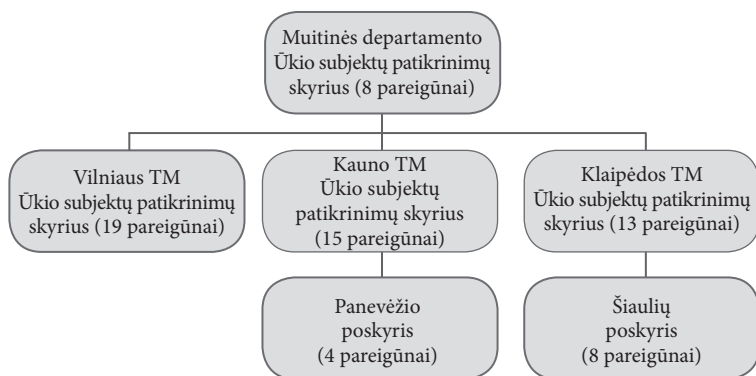 Muitinės departamento
Ūkio subjektų patikrinimų
skyrius (8 pareigūnai)
Vilniaus TM
Ūkio subjektų patikrinimų
skyrius (19 pareigūnai)
Kauno TM
Ūkio subjektų
patikrinimų skyrius
(15 pareigūnai)
Klaipėdos TM
Ūkio subjektų patikrinimų
skyrius (13 pareigūnai)
Panevėžio
poskyris
(4 pareigūnai)
Šiaulių
poskyris
(8 pareigūnai)